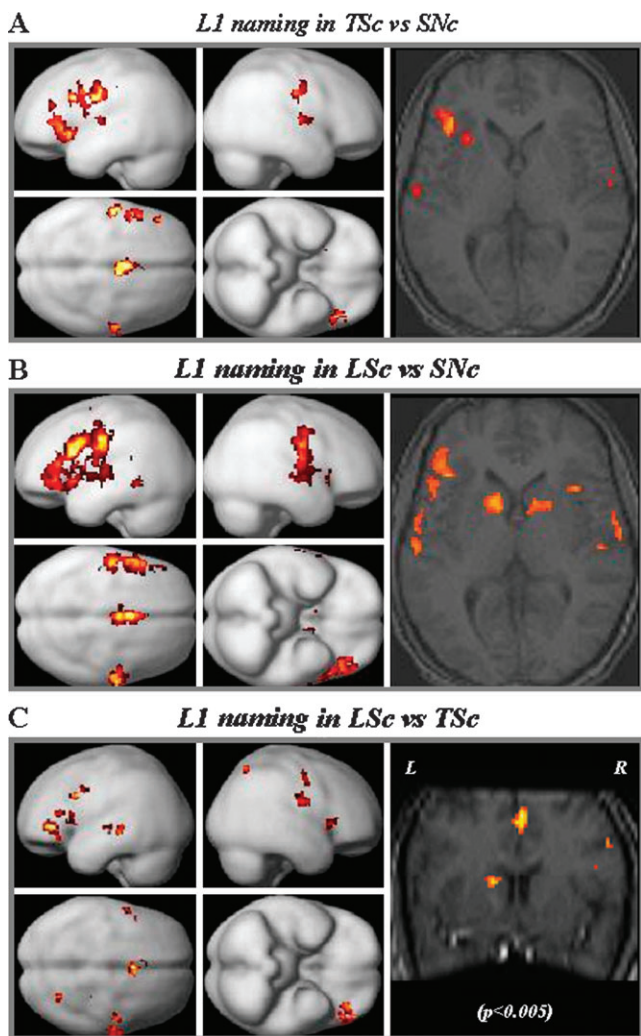 A
L1 naming in TSc vs SNc
B
L1 naming in LSc vs SNc
C
L1 naming in LSc vs TSc
L R
(p<0.005)